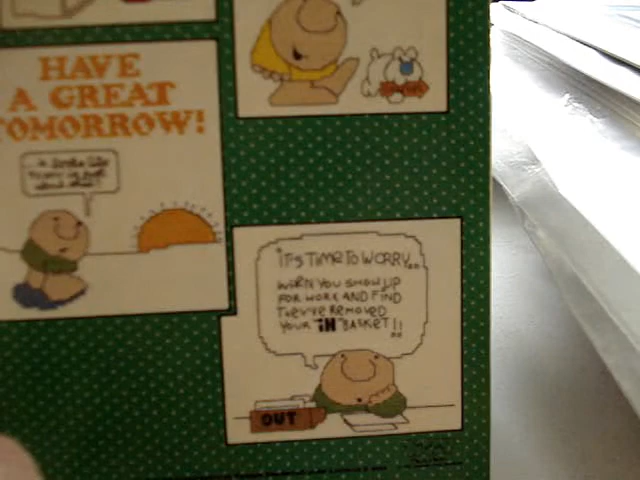 HAVE
A GREAT
TOMORROW!
IT'S TIME TO WORRY...
WHEN YOU SHOW UP
FOR WORK AND FIND
THEY'VE REMOVED
YOUR "IN" BASKET!!
OUT